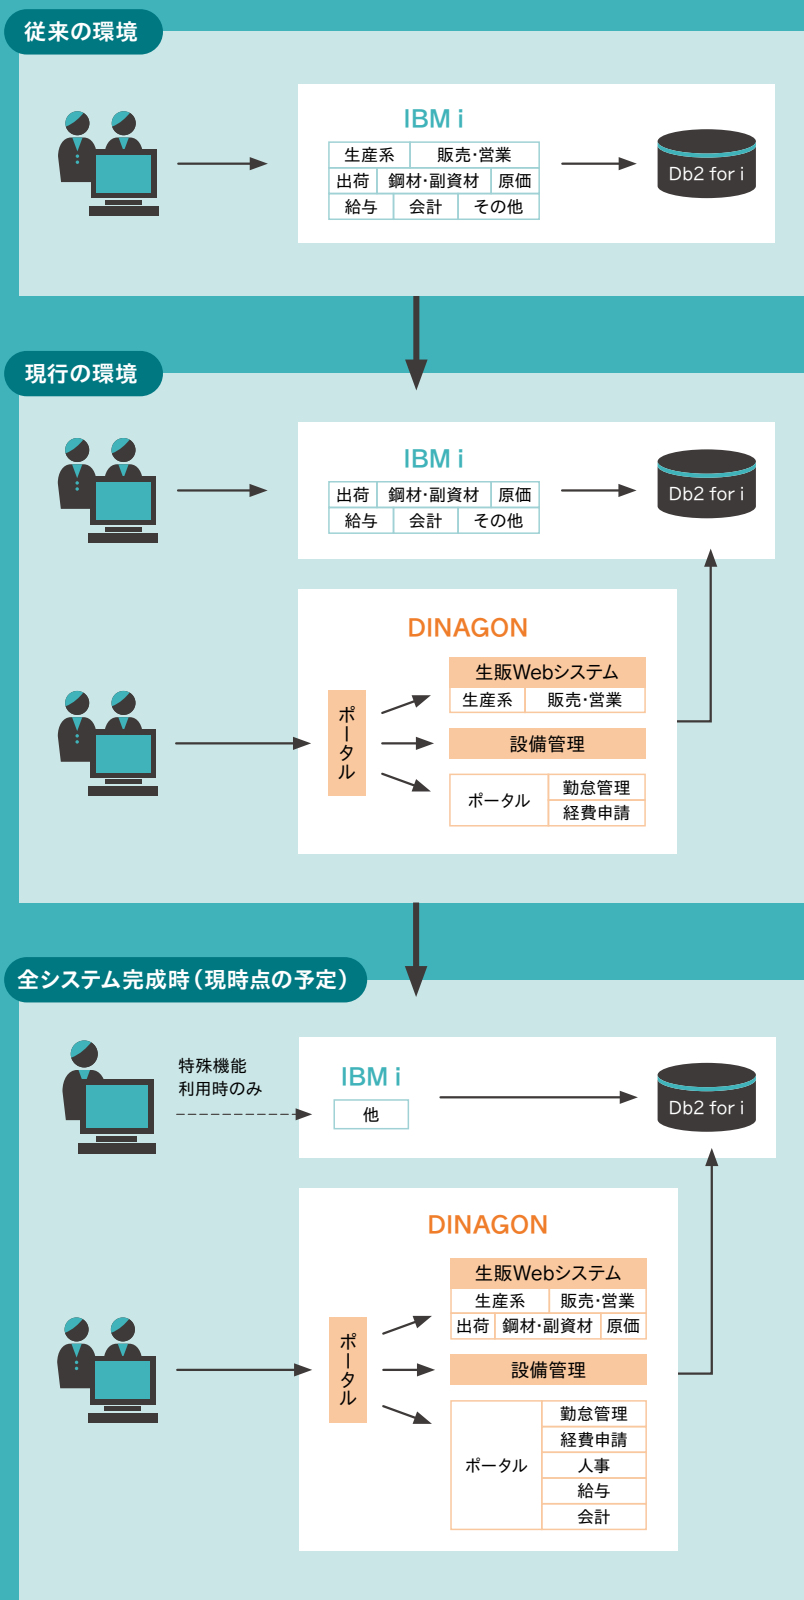 従来の環境
IBM i
生産系 販売・営業
出荷 鋼材・副資材 原価
給与 会計 その他
Db2 for i
現行の環境
IBM i
出荷 鋼材・副資材 原価
給与 会計 その他
Db2 for i
DINAGON
ポータル
生販Webシステム
生産系 販売・営業
設備管理
ポータル
勤怠管理
経費申請
全システム完成時（現時点の予定）
特殊機能
利用時のみ
IBM i
他
Db2 for i
DINAGON
ポータル
生販Webシステム
生産系 販売・営業
出荷 鋼材・副資材 原価
設備管理
ポータル
勤怠管理
経費申請
人事
給与
会計